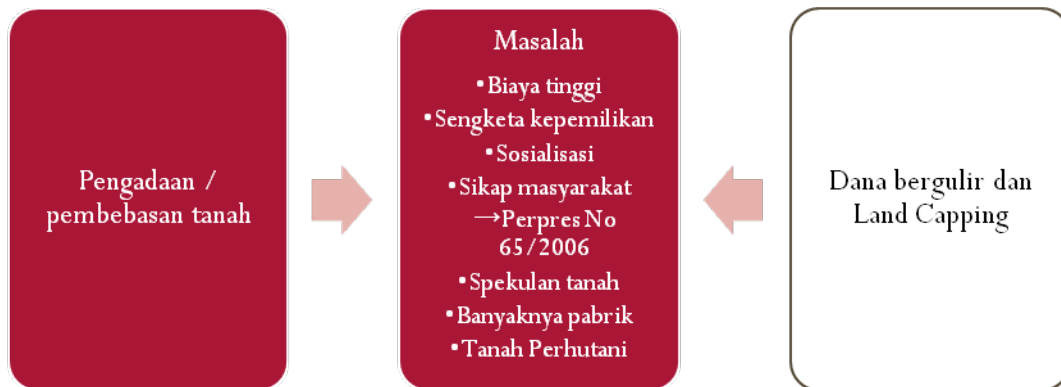 Pengadaan /
pembebasan tanah
Masalah
▪Biaya tinggi
▪Sengketa kepemilikan
▪Sosialisasi
▪Sikap masyarakat
→Perpres No
65/2006
▪Spekulan tanah
▪Banyaknya pabrik
▪Tanah Perhutani
Dana bergulir dan
Land Capping